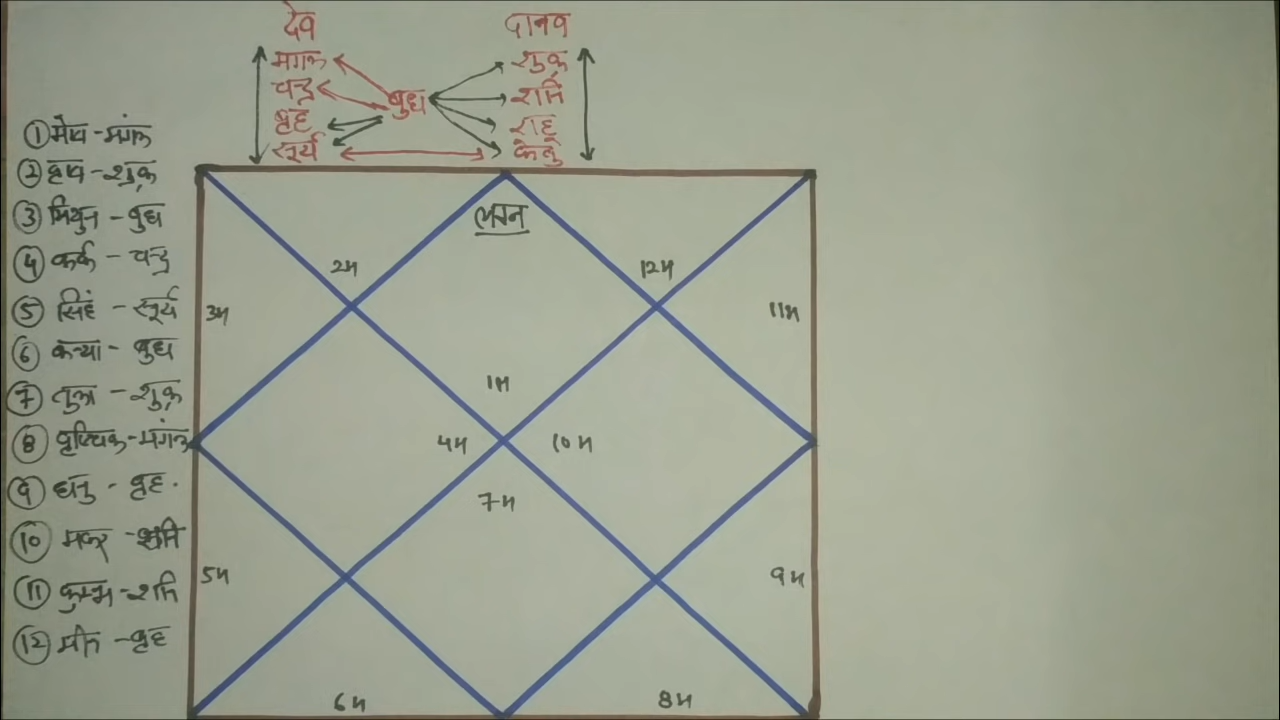 देव दानव
मगल शुक्र
चन्द्र बुध शनि
बृह राहू
सूर्य केतु
① मेष - मंगल
② वृष - शुक्र
③ मिथुन - बुध
④ कर्क - चन्द्र
⑤ सिंह - सूर्य
⑥ कन्या - बुध
⑦ तुला - शुक्र
⑧ वृष्चिक - मंगल
⑨ धनु - बृह.
⑩ मकर - शनि
⑪ कुम्भ - शनि
⑫ मीन - बृह
लग्न
2H 12H
3H 11H
1H
4H 10H
7H
5H 9H
6H 8H